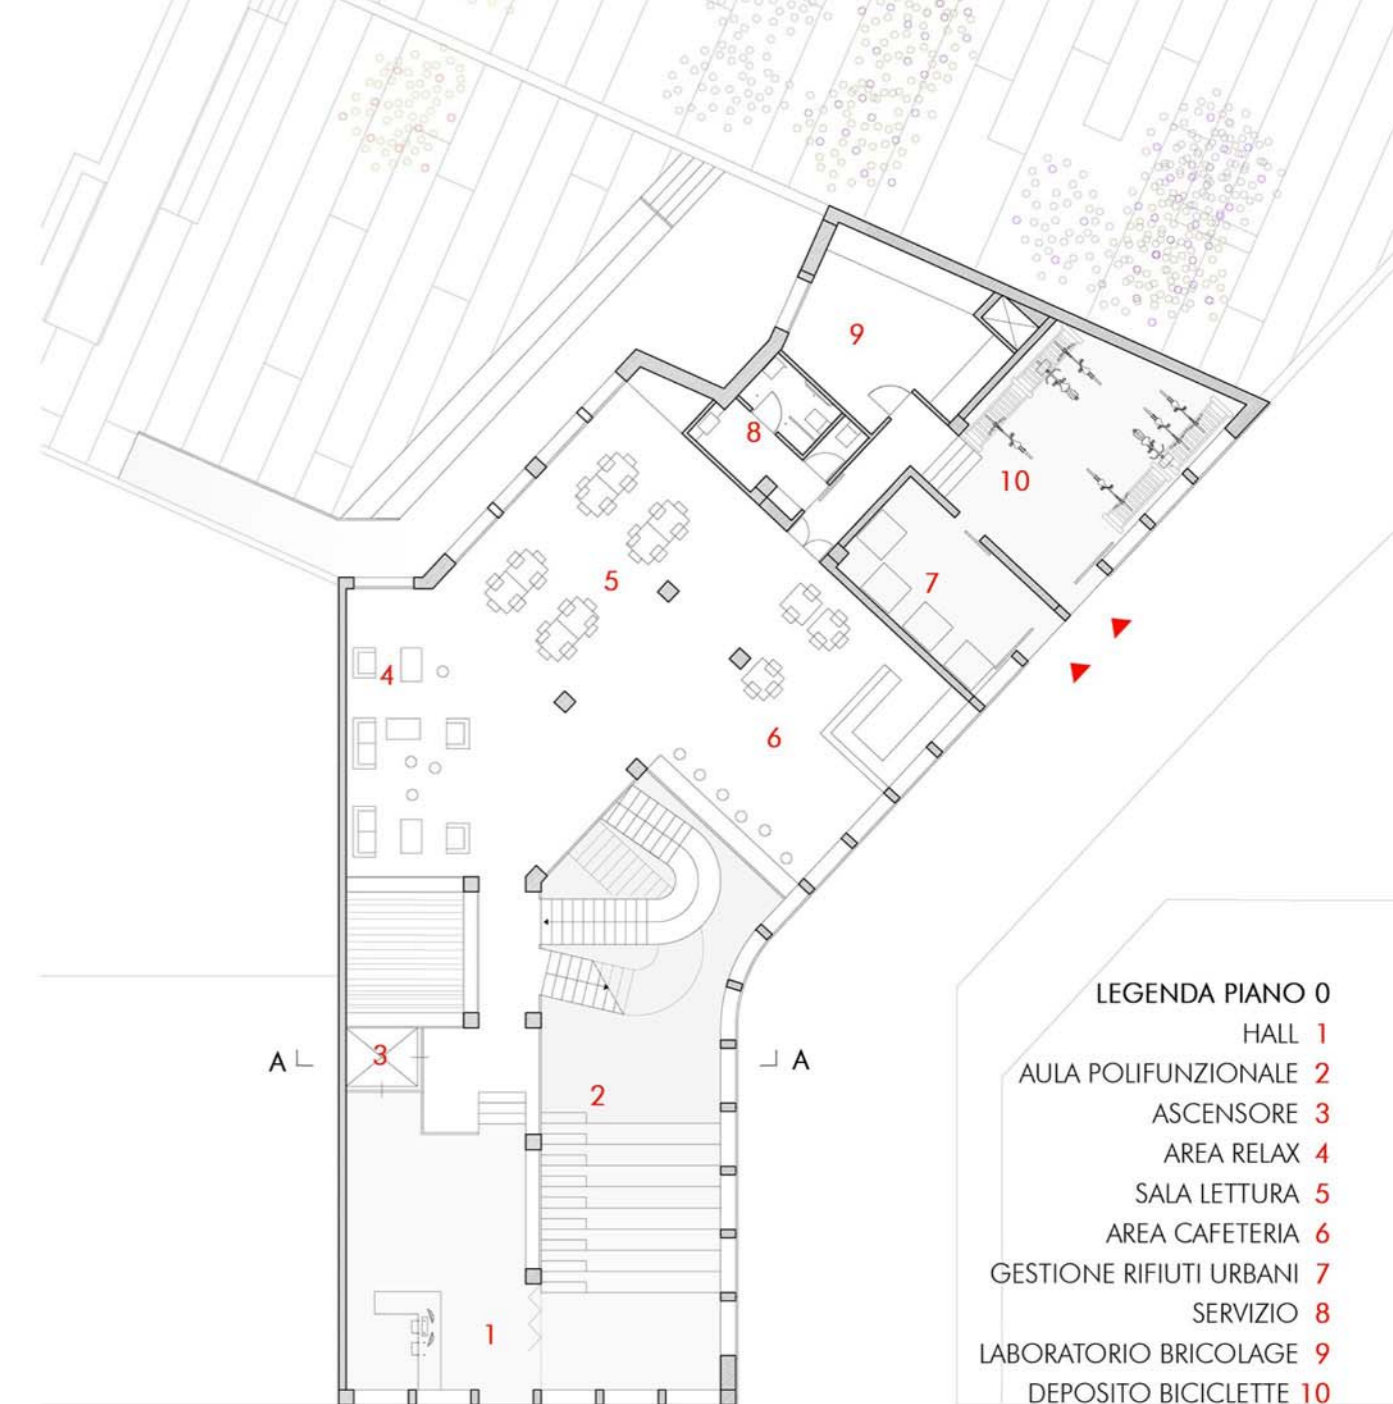 9
8
10
5
7
4
6
A
3
A
2
1
LEGENDA PIANO 0
HALL 1
AULA POLIFUNZIONALE 2
ASCENSORE 3
AREA RELAX 4
SALA LETTURA 5
AREA CAFETERIA 6
GESTIONE RIFIUTI URBANI 7
SERVIZIO 8
LABORATORIO BRICOLAGE 9
DEPOSITO BICICLETTE 10